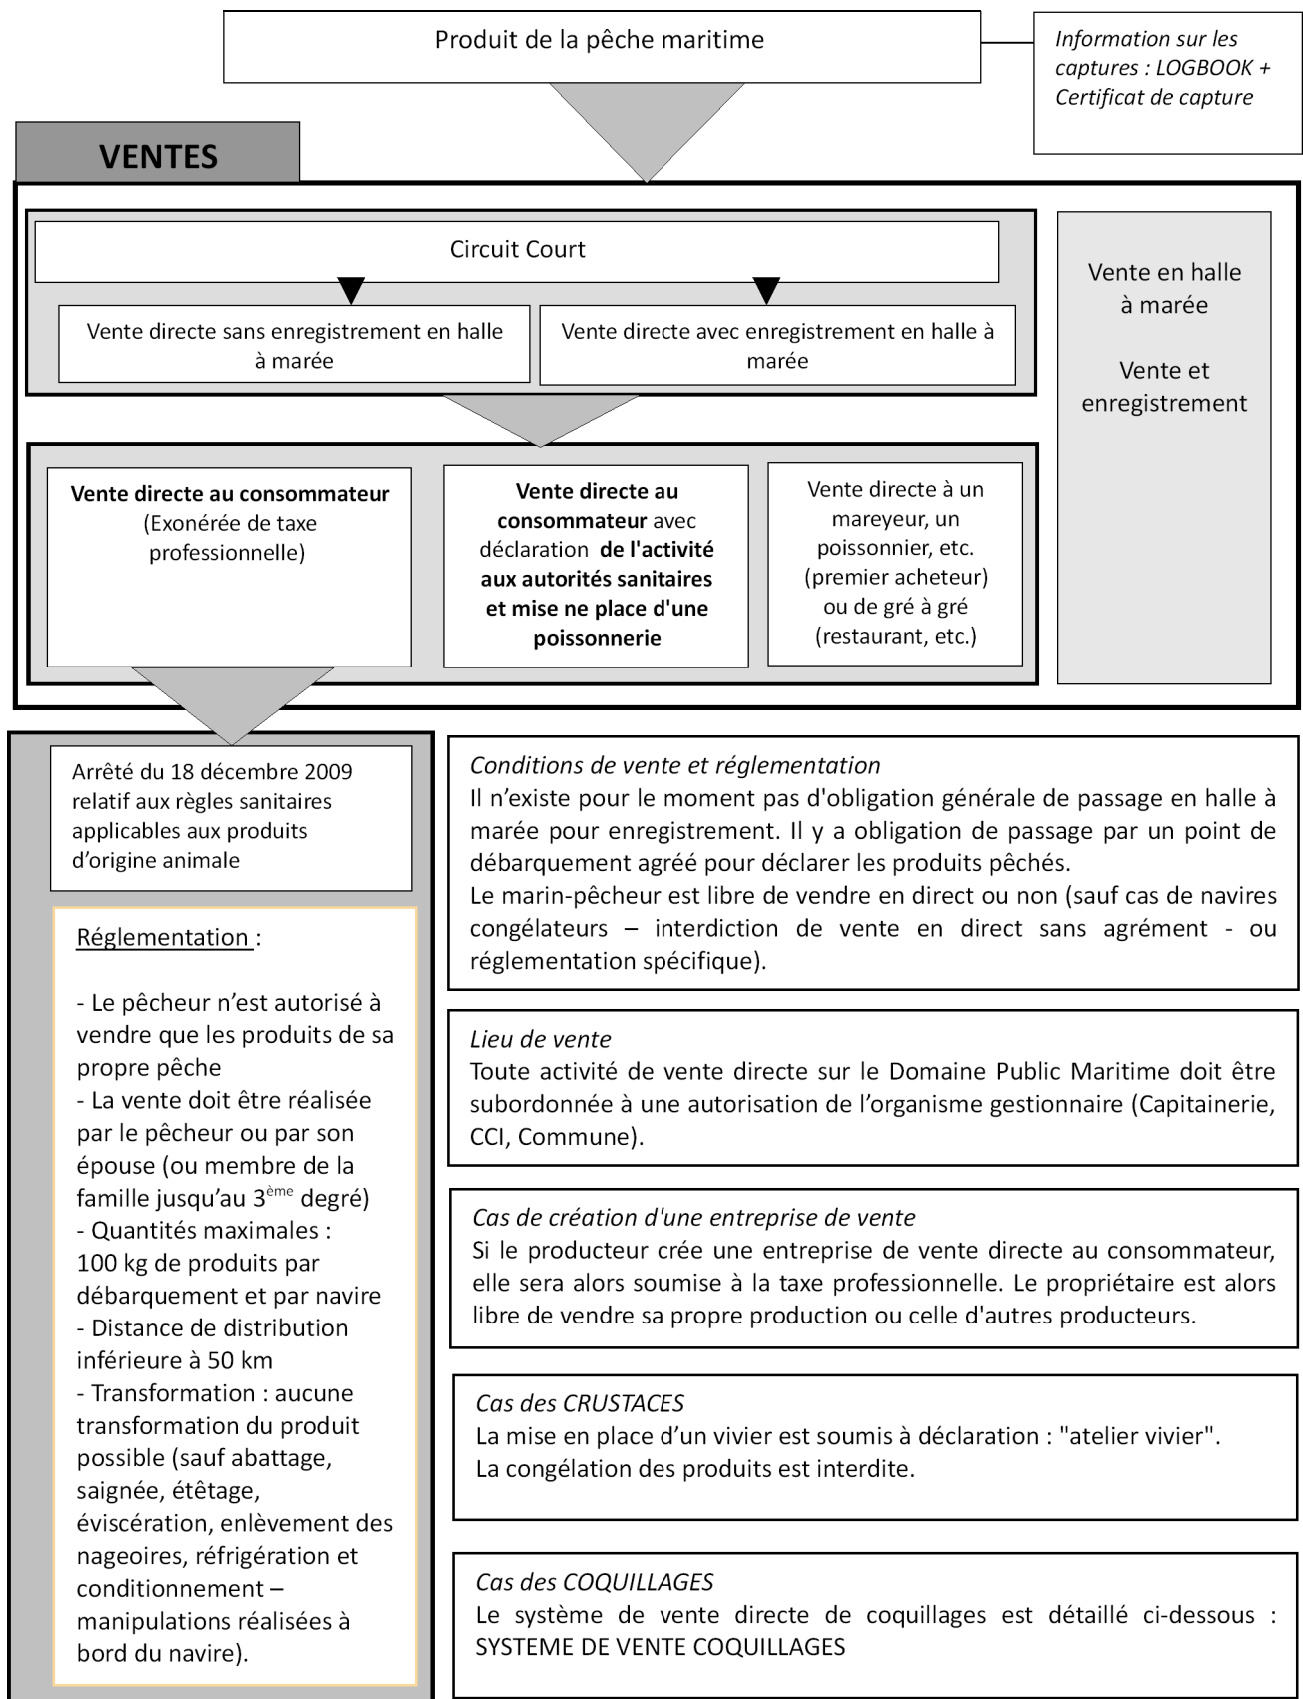 Produit de la pêche maritime
Information sur les
captures : LOGBOOK +
Certificat de capture
VENTES
Circuit Court
Vente directe sans enregistrement en halle
à marée
Vente directe avec enregistrement en halle à
marée
Vente en halle
à marée
Vente et
enregistrement
Vente directe au consommateur
(Exonérée de taxe
professionnelle)
Vente directe au
consommateur avec
déclaration de l'activité
aux autorités sanitaires
et mise ne place d'une
poissonnerie
Vente directe à un
mareyeur, un
poissonnier, etc.
(premier acheteur)
ou de gré à gré
(restaurant, etc.)
Arrêté du 18 décembre 2009
relatif aux règles sanitaires
applicables aux produits
d’origine animale
Réglementation :
- Le pêcheur n’est autorisé à
vendre que les produits de sa
propre pêche
- La vente doit être réalisée
par le pêcheur ou par son
épouse (ou membre de la
famille jusqu’au 3ème degré)
- Quantités maximales :
100 kg de produits par
débarquement et par navire
- Distance de distribution
inférieure à 50 km
- Transformation : aucune
transformation du produit
possible (sauf abattage,
saignée, étêtage,
éviscération, enlèvement des
nageoires, réfrigération et
conditionnement –
manipulations réalisées à
bord du navire).
Conditions de vente et réglementation
Il n’existe pour le moment pas d'obligation générale de passage en halle à
marée pour enregistrement. Il y a obligation de passage par un point de
débarquement agréé pour déclarer les produits pêchés.
Le marin-pêcheur est libre de vendre en direct ou non (sauf cas de navires
congélateurs – interdiction de vente en direct sans agrément - ou
réglementation spécifique).
Lieu de vente
Toute activité de vente directe sur le Domaine Public Maritime doit être
subordonnée à une autorisation de l’organisme gestionnaire (Capitainerie,
CCI, Commune).
Cas de création d'une entreprise de vente
Si le producteur crée une entreprise de vente directe au consommateur,
elle sera alors soumise à la taxe professionnelle. Le propriétaire est alors
libre de vendre sa propre production ou celle d'autres producteurs.
Cas des CRUSTACES
La mise en place d’un vivier est soumis à déclaration : "atelier vivier".
La congélation des produits est interdite.
Cas des COQUILLAGES
Le système de vente directe de coquillages est détaillé ci-dessous :
SYSTEME DE VENTE COQUILLAGES